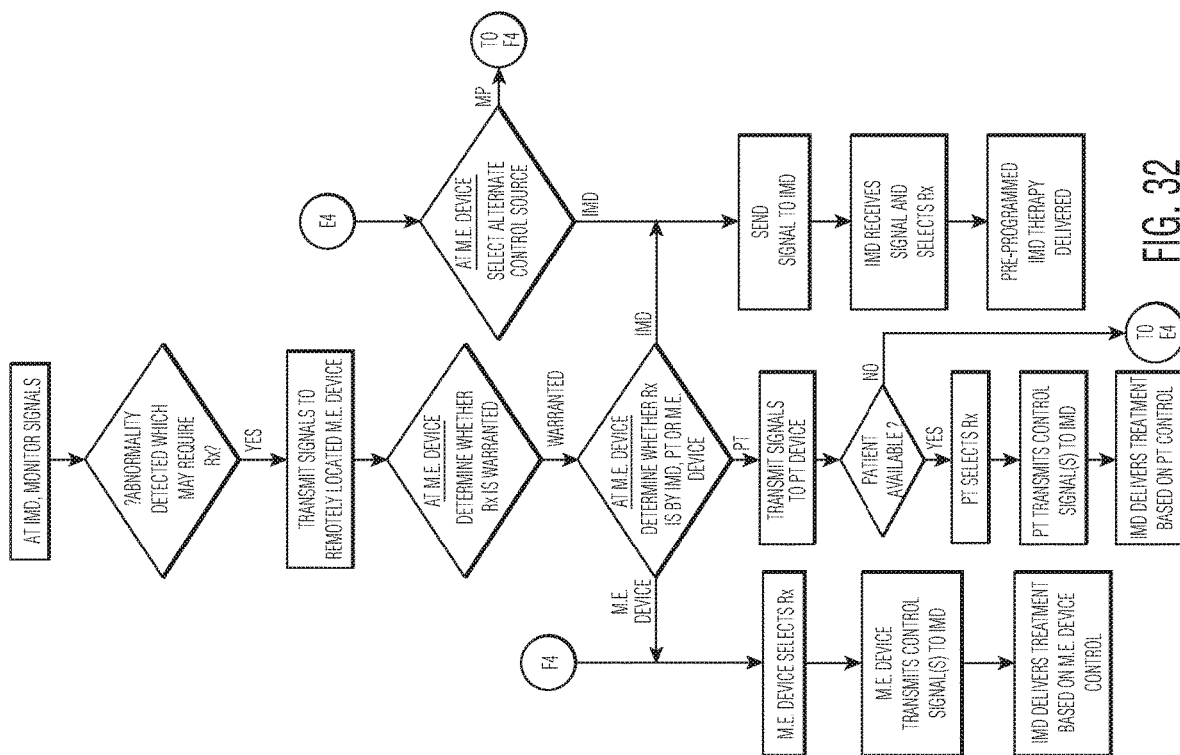 AT IMD, MONITOR SIGNALS
?ABNORMALITY
DETECTED WHICH
MAY REQUIRE
Rx?
YES
TRANSMIT SIGNALS TO
REMOTELY LOCATED M.E. DEVICE
AT M.E. DEVICE
DETERMINE WHETHER
Rx IS WARRANTED
WARRANTED
AT M.E. DEVICE
DETERMINE WHETHER Rx
IS BY IMD, PT OR M.E.
DEVICE
M.E.
DEVICE
PT
IMD
F4
M.E. DEVICE SELECTS Rx
M.E. DEVICE
TRANSMITS CONTROL
SIGNAL(S) TO IMD
IMD DELIVERS TREATMENT
BASED ON M.E. DEVICE
CONTROL
TRANSMIT SIGNALS
TO PT DEVICE
PATIENT
AVAILABLE ?
NO
YES
PT SELECTS Rx
PT TRANSMITS CONTROL
SIGNAL(S) TO IMD
IMD DELIVERS TREATMENT
BASED ON PT CONTROL
TO
E4
E4
AT M.E. DEVICE
SELECT ALTERNATE
CONTROL SOURCE
MP
TO
F4
IMD
SEND
SIGNAL TO IMD
IMD RECEIVES
SIGNAL AND
SELECTS Rx
PRE-PROGRAMMED
IMD THERAPY
DELIVERED
FIG. 32